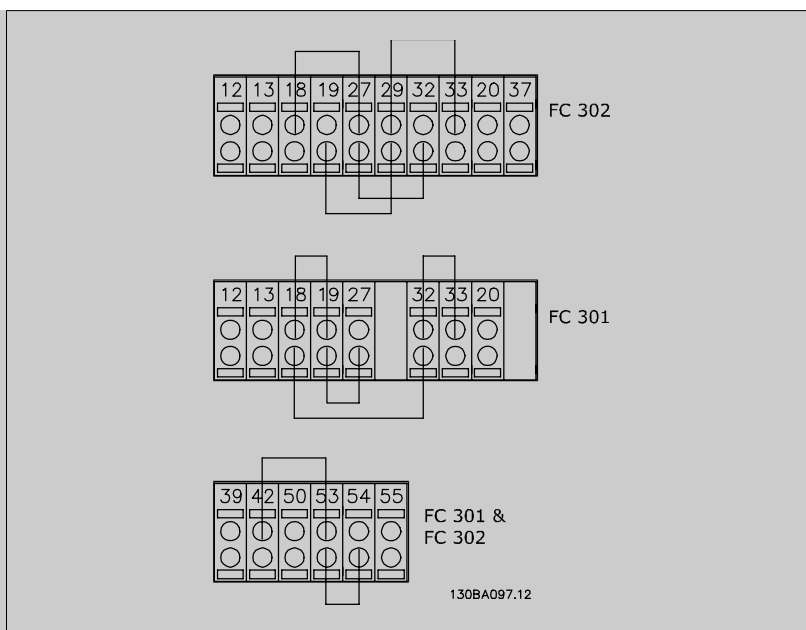 12 13 18 19 27 29 32 33 20 37
FC 302
12 13 18 19 27 32 33 20
FC 301
39 42 50 53 54 55
FC 301 &
FC 302
130BA097.12